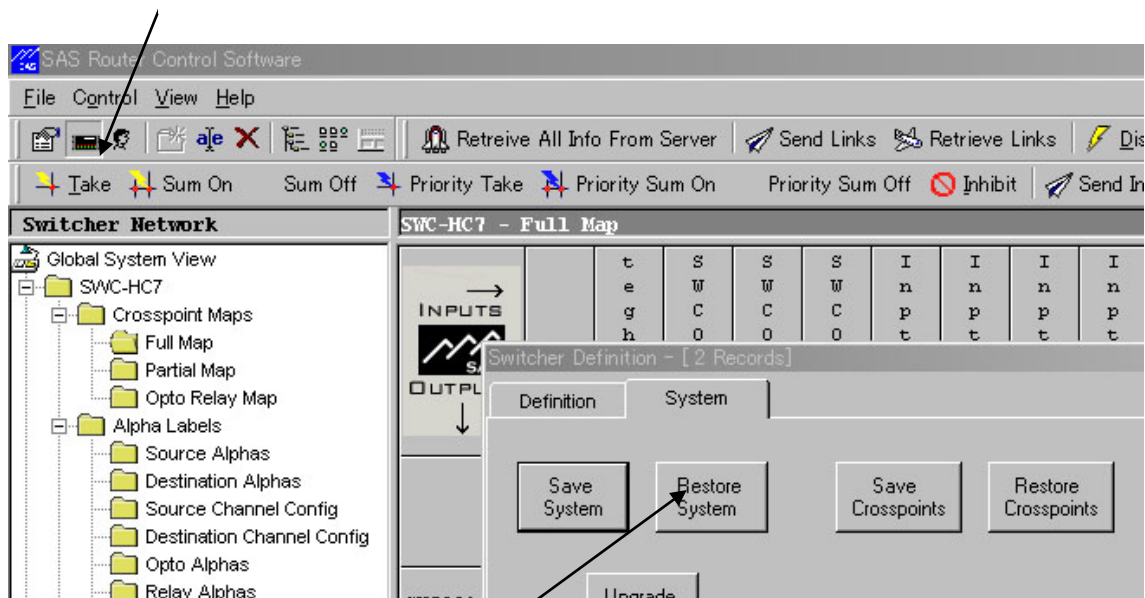 SAS Router Control Software
File Control View Help
a|e Retreive All Info From Server Send Links Retrieve Links Dis
Take Sum On Sum Off Priority Take Priority Sum On Priority Sum Off Inhibit Send In
Switcher Network
SWC-HC7 - Full Map
Global System View
SWC-HC7
Crosspoint Maps
Full Map
Partial Map
Opto Relay Map
Alpha Labels
Source Alphas
Destination Alphas
Source Channel Config
Destination Channel Config
Opto Alphas
Relay Alphas
INPUTS
t S S S I I I I
e W W W n n n n
g C C C p p p p
h O O O t t t t
Switcher Definition - [ 2 Records]
Definition System
Save System
Restore System
Save Crosspoints
Restore Crosspoints
Upgrade